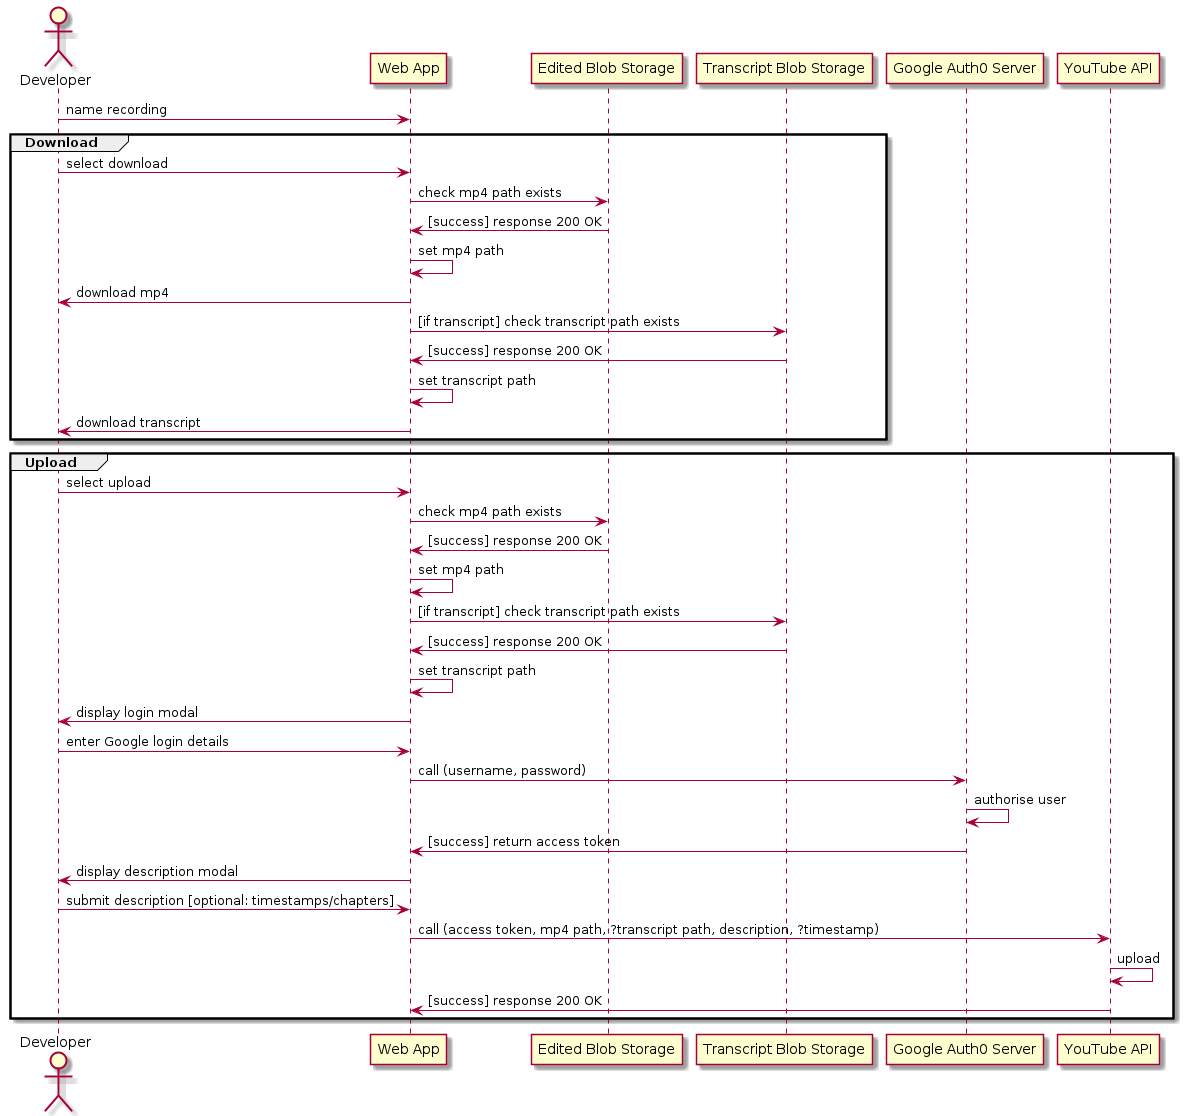 Developer
Web App
Edited Blob Storage
Transcript Blob Storage
Google Auth0 Server
YouTube API
name recording
Download
select download
check mp4 path exists
[success] response 200 OK
set mp4 path
download mp4
[if transcript] check transcript path exists
[success] response 200 OK
set transcript path
download transcript
Upload
select upload
check mp4 path exists
[success] response 200 OK
set mp4 path
[if transcript] check transcript path exists
[success] response 200 OK
set transcript path
display login modal
enter Google login details
call (username, password)
authorise user
[success] return access token
display description modal
submit description [optional: timestamps/chapters]
call (access token, mp4 path, ?transcript path, description, ?timestamp)
upload
[success] response 200 OK
Developer
Web App
Edited Blob Storage
Transcript Blob Storage
Google Auth0 Server
YouTube API